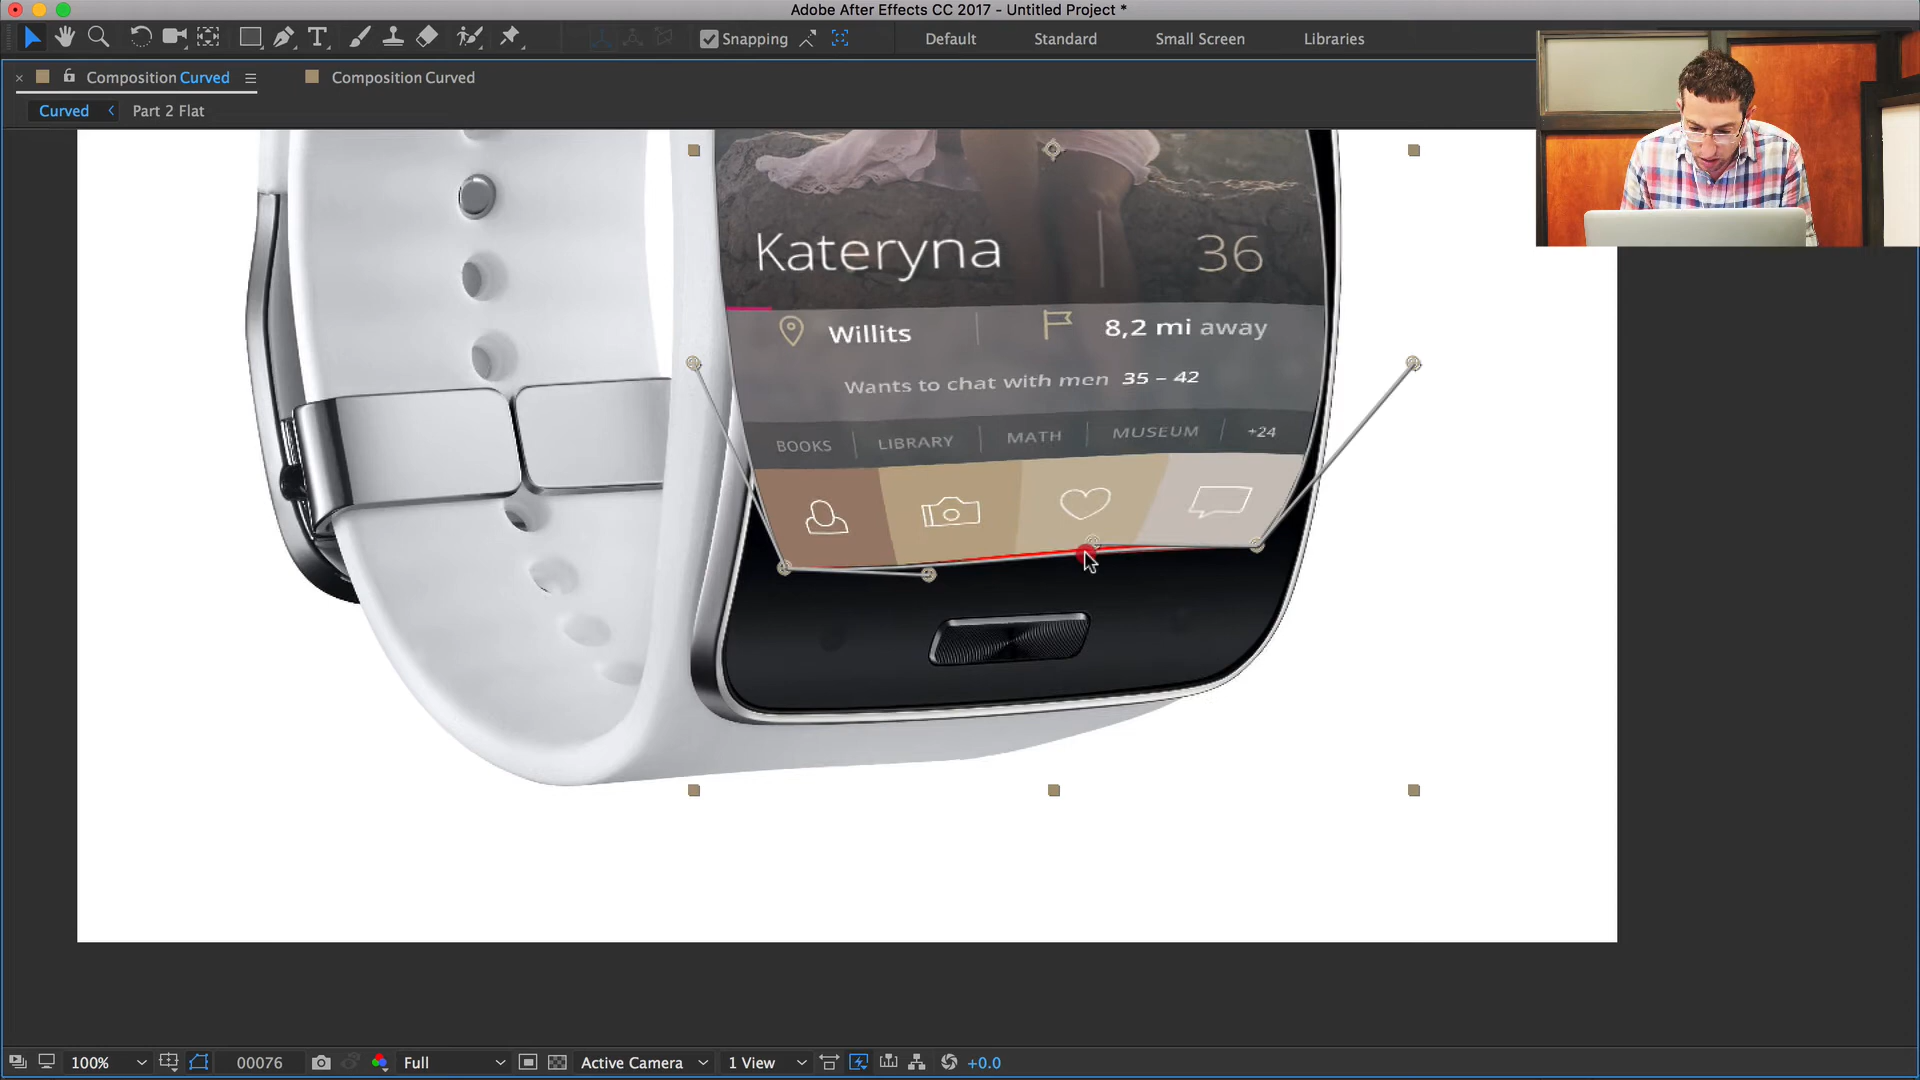 Adobe After Effects CC 2017 - Untitled Project *
Snapping
Default
Standard
Small Screen
Libraries
Composition Curved
Composition Curved
Curved
Part 2 Flat
Kateryna
36
Willits
8,2 mi away
Wants to chat with men 35 – 42
BOOKS
LIBRARY
MATH
MUSEUM
+24
100%
00076
Full
Active Camera
1 View
+0.0